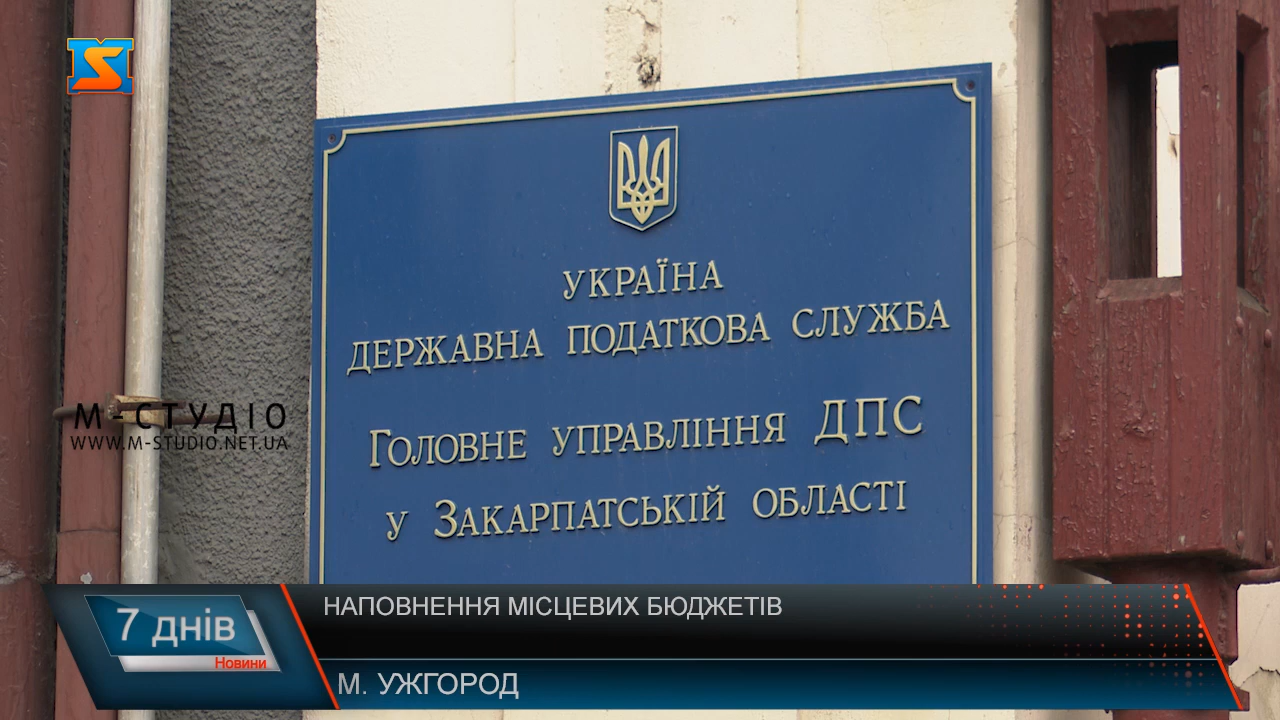 УКРАЇНА
ДЕРЖАВНА ПОДАТКОВА СЛУЖБА
ГОЛОВНЕ УПРАВЛІННЯ ДПС
У ЗАКАРПАТСЬКІЙ ОБЛАСТІ
М-СТУДІО
WWW.M-STUDIO.NET.UA
7 днів
Новини
НАПОВНЕННЯ МІСЦЕВИХ БЮДЖЕТІВ
М. УЖГОРОД